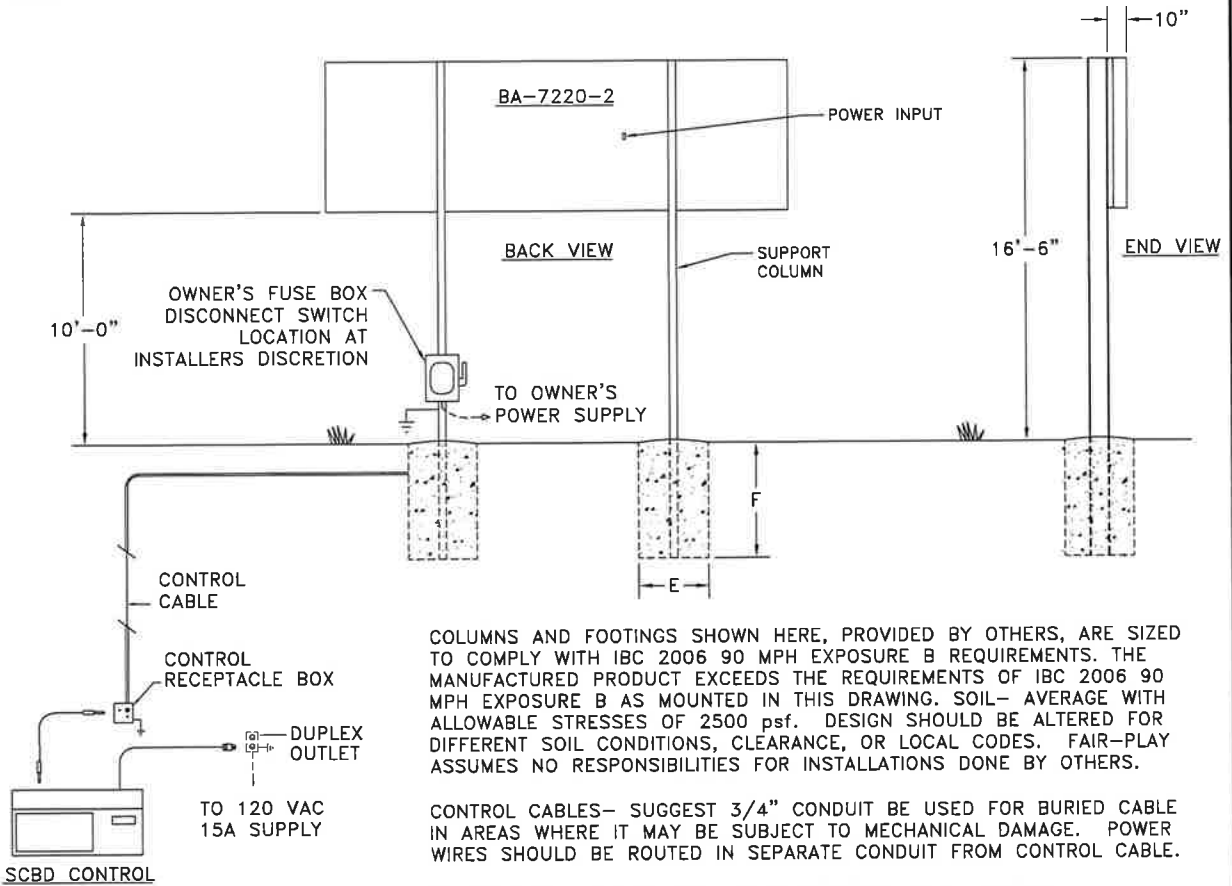 10"
BA-7220-2
POWER INPUT
BACK VIEW
SUPPORT
COLUMN
16'-6"
END VIEW
OWNER'S FUSE BOX
DISCONNECT SWITCH
LOCATION AT
INSTALLERS DISCRETION
10'-0"
TO OWNER'S
POWER SUPPLY
F
E
CONTROL
CABLE
CONTROL
RECEPTACLE BOX
DUPLEX
OUTLET
TO 120 VAC
15A SUPPLY
SCBD CONTROL
COLUMNS AND FOOTINGS SHOWN HERE, PROVIDED BY OTHERS, ARE SIZED
TO COMPLY WITH IBC 2006 90 MPH EXPOSURE B REQUIREMENTS. THE
MANUFACTURED PRODUCT EXCEEDS THE REQUIREMENTS OF IBC 2006 90
MPH EXPOSURE B AS MOUNTED IN THIS DRAWING. SOIL- AVERAGE WITH
ALLOWABLE STRESSES OF 2500 psf. DESIGN SHOULD BE ALTERED FOR
DIFFERENT SOIL CONDITIONS, CLEARANCE, OR LOCAL CODES. FAIR-PLAY
ASSUMES NO RESPONSIBILITIES FOR INSTALLATIONS DONE BY OTHERS.
CONTROL CABLES- SUGGEST 3/4" CONDUIT BE USED FOR BURIED CABLE
IN AREAS WHERE IT MAY BE SUBJECT TO MECHANICAL DAMAGE. POWER
WIRES SHOULD BE ROUTED IN SEPARATE CONDUIT FROM CONTROL CABLE.